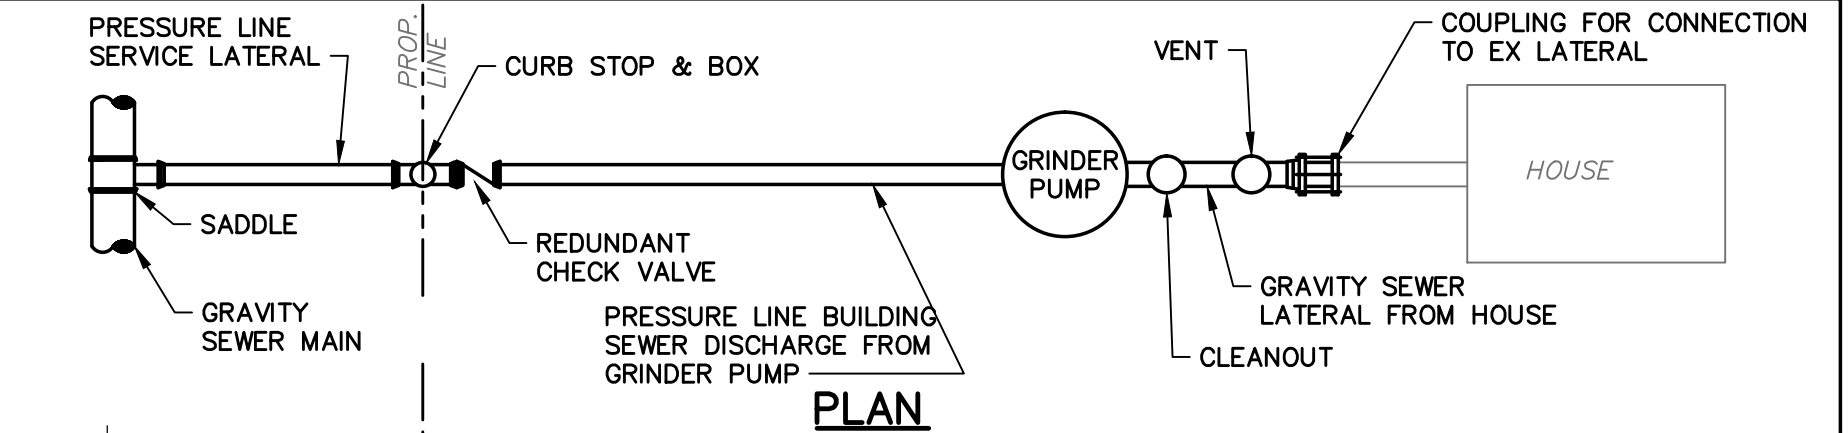 PRESSURE LINE
SERVICE LATERAL
PROP.
LINE
CURB STOP & BOX
VENT
COUPLING FOR CONNECTION
TO EX LATERAL
GRINDER
PUMP
HOUSE
SADDLE
REDUNDANT
CHECK VALVE
GRAVITY
SEWER MAIN
PRESSURE LINE BUILDING
SEWER DISCHARGE FROM
GRINDER PUMP
GRAVITY SEWER
LATERAL FROM HOUSE
CLEANOUT
PLAN